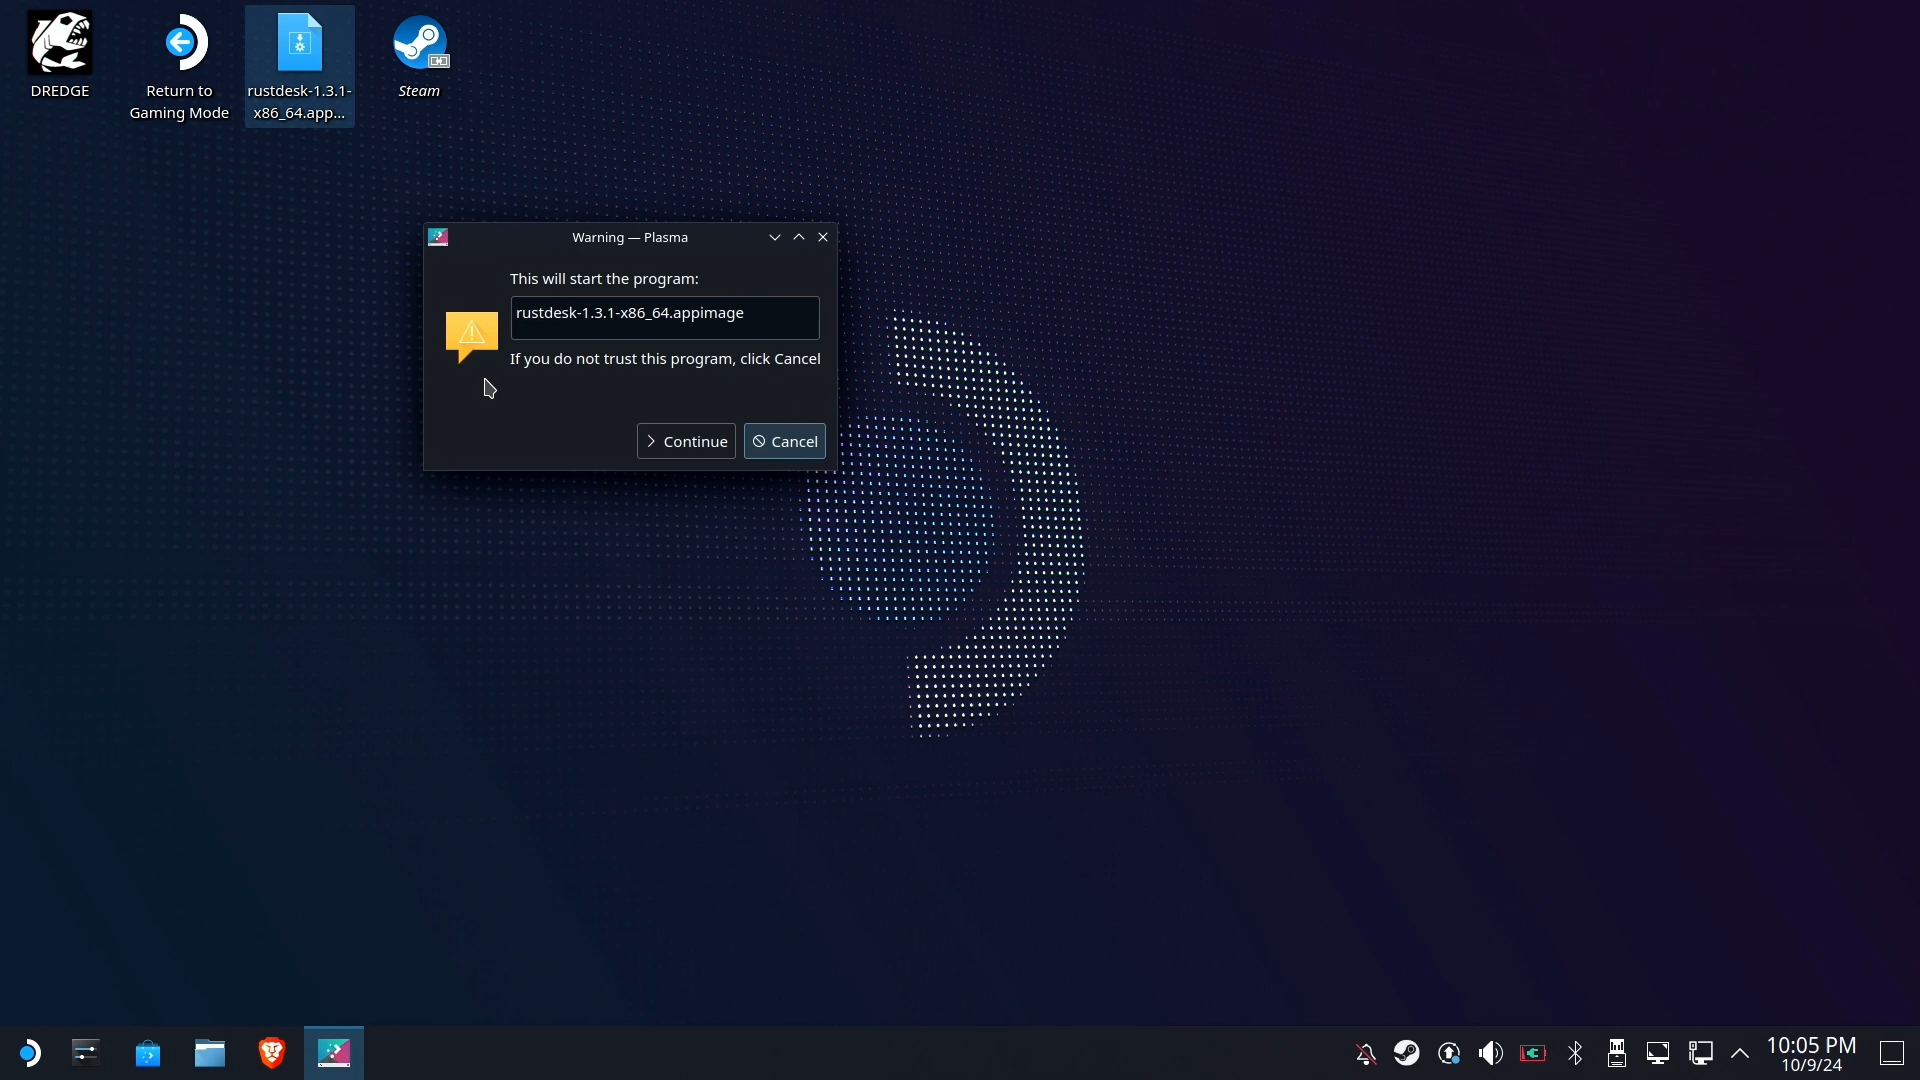 DREDGE
Return to
Gaming Mode
rustdesk-1.3.1-
x86_64.app...
Steam
Warning — Plasma
This will start the program:
rustdesk-1.3.1-x86_64.appimage
If you do not trust this program, click Cancel
Continue
Cancel
10:05 PM
10/9/24